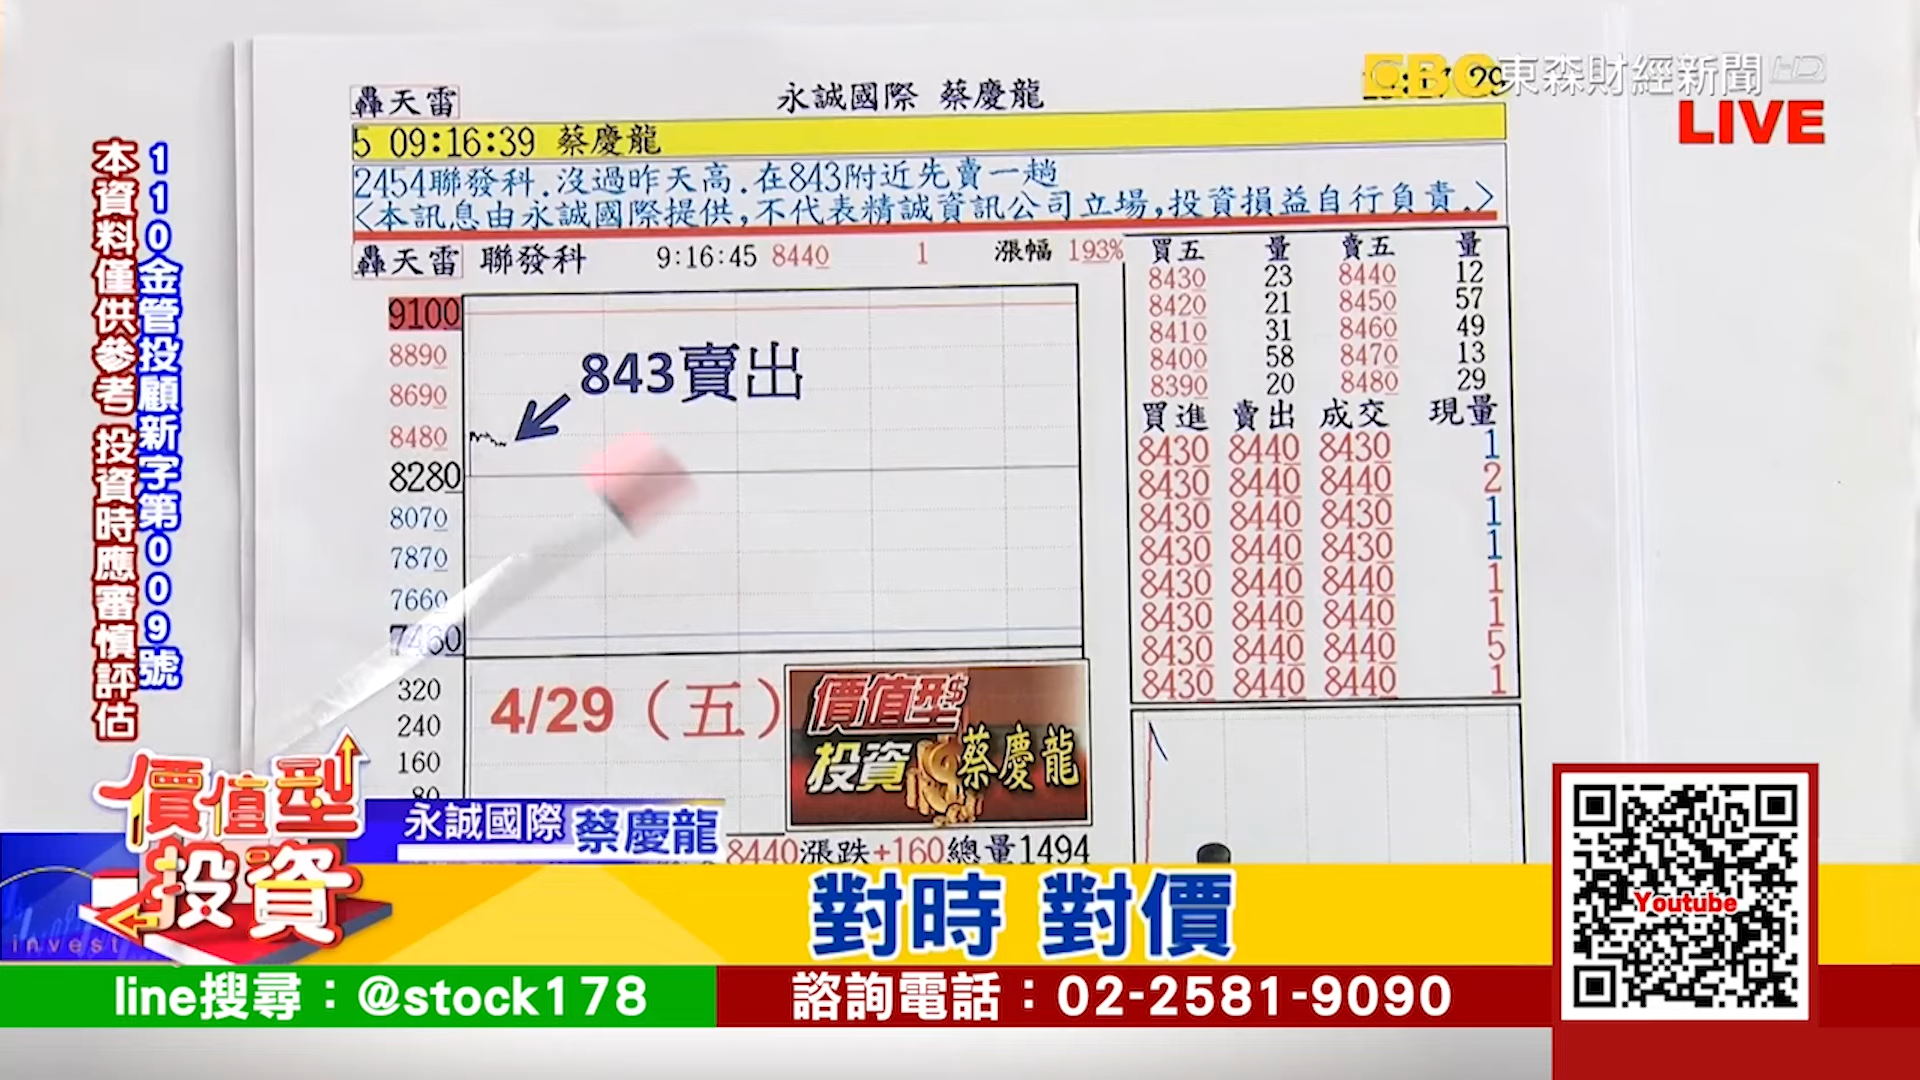 轟天雷
永誠國際 蔡慶龍
29
EBC東森財經新聞HD
LIVE
5 09:16:39 蔡慶龍
2454聯發科.沒過昨天高.在843附近先賣一趟
<本訊息由永誠國際提供,不代表精誠資訊公司立場,投資損益自行負責.>
轟天雷 聯發科 9:16:45 8440 1 漲幅 193%
買五 量 賣五 量
8430 23 8440 12
8420 21 8450 57
8410 31 8460 49
8400 58 8470 13
8390 20 8480 29
買進 賣出 成交 現量
8430 8440 8430 1
8430 8440 8440 2
8430 8440 8430 1
8430 8440 8430 1
8430 8440 8440 1
8430 8440 8440 1
8430 8440 8440 5
8430 8440 8440 1
9100
8890
8690
8480
8280
8070
7870
7660
7460
320
240
160
80
843賣出
4/29（五）
價值型$
投資 蔡慶龍
8440漲跌+160總量1494
110金管投顧新字第009號
本資料僅供參考 投資時應審慎評估
價值型
投資
invest
永誠國際 蔡慶龍
對時 對價
line搜尋：@stock178
諮詢電話：02-2581-9090
Youtube